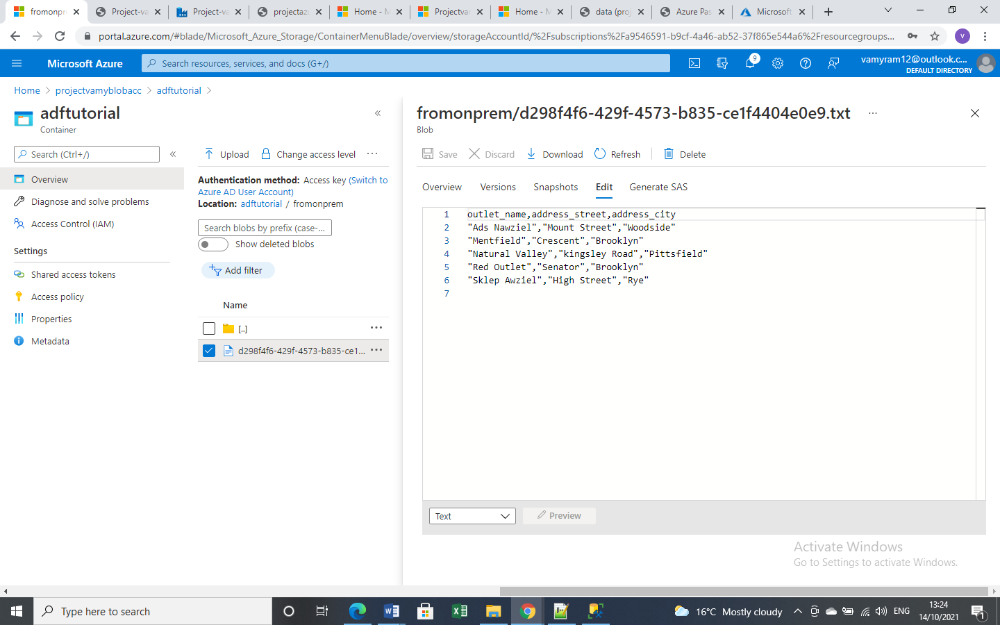 fromonpr
Project-va
Project-va
projectaz
Home - M
Projectvar
Home - M
data (proj
Azure Pas
Microsoft
portal.azure.com/#blade/Microsoft_Azure_Storage/ContainerMenuBlade/overview/storageAccountId/%2Fsubscriptions%2Fa9546591-b9cf-4a46-ab52-37f865e544a6%2Fresourcegroups...
V
Microsoft Azure
Search resources, services, and docs (G+/)
9
vamyram12@outlook.c...
DEFAULT DIRECTORY
Home > projectvamyblobacc > adftutorial >
adftutorial
Container
Search (Ctrl+/)
Overview
Diagnose and solve problems
Access Control (IAM)
Settings
Shared access tokens
Access policy
Properties
Metadata
Upload
Change access level
Authentication method: Access key (Switch to
Azure AD User Account)
Location: adftutorial / fromonprem
Search blobs by prefix (case-...
Show deleted blobs
Add filter
Name
[..]
d298f4f6-429f-4573-b835-ce1...
fromonprem/d298f4f6-429f-4573-b835-ce1f4404e0e9.txt
Blob
Save
Discard
Download
Refresh
Delete
Overview
Versions
Snapshots
Edit
Generate SAS
1 outlet_name,address_street,address_city
2 "Ads Nawziel","Mount Street","Woodside"
3 "Mentfield","Crescent","Brooklyn"
4 "Natural Valley","kingsley Road","Pittsfield"
5 "Red Outlet","Senator","Brooklyn"
6 "Sklep Awziel","High Street","Rye"
7
Text
Preview
Activate Windows
Go to Settings to activate Windows.
Type here to search
16°C Mostly cloudy
ENG
13:24
14/10/2021
1